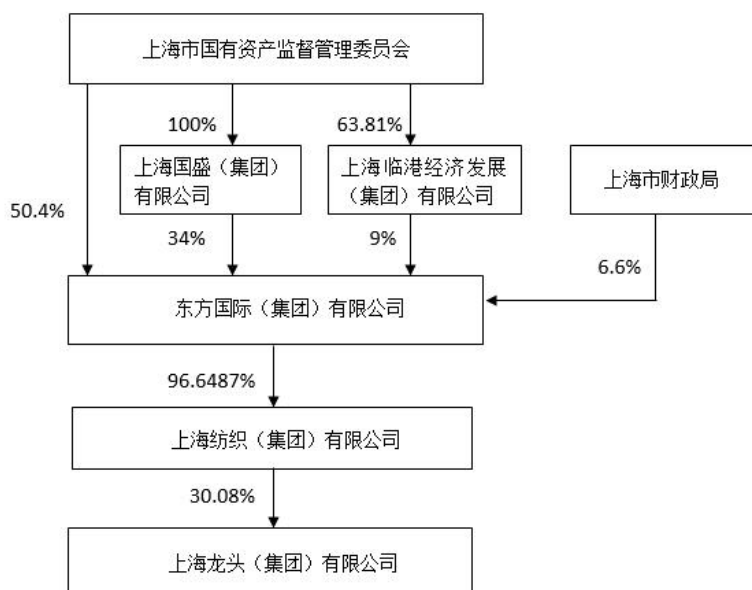 上海市国有资产监督管理委员会
100%
63.81%
上海国盛（集团）
有限公司
上海临港经济发展
（集团）有限公司
上海市财政局
50.4%
34%
9%
6.6%
东方国际（集团）有限公司
96.6487%
上海纺织（集团）有限公司
30.08%
上海龙头（集团）有限公司